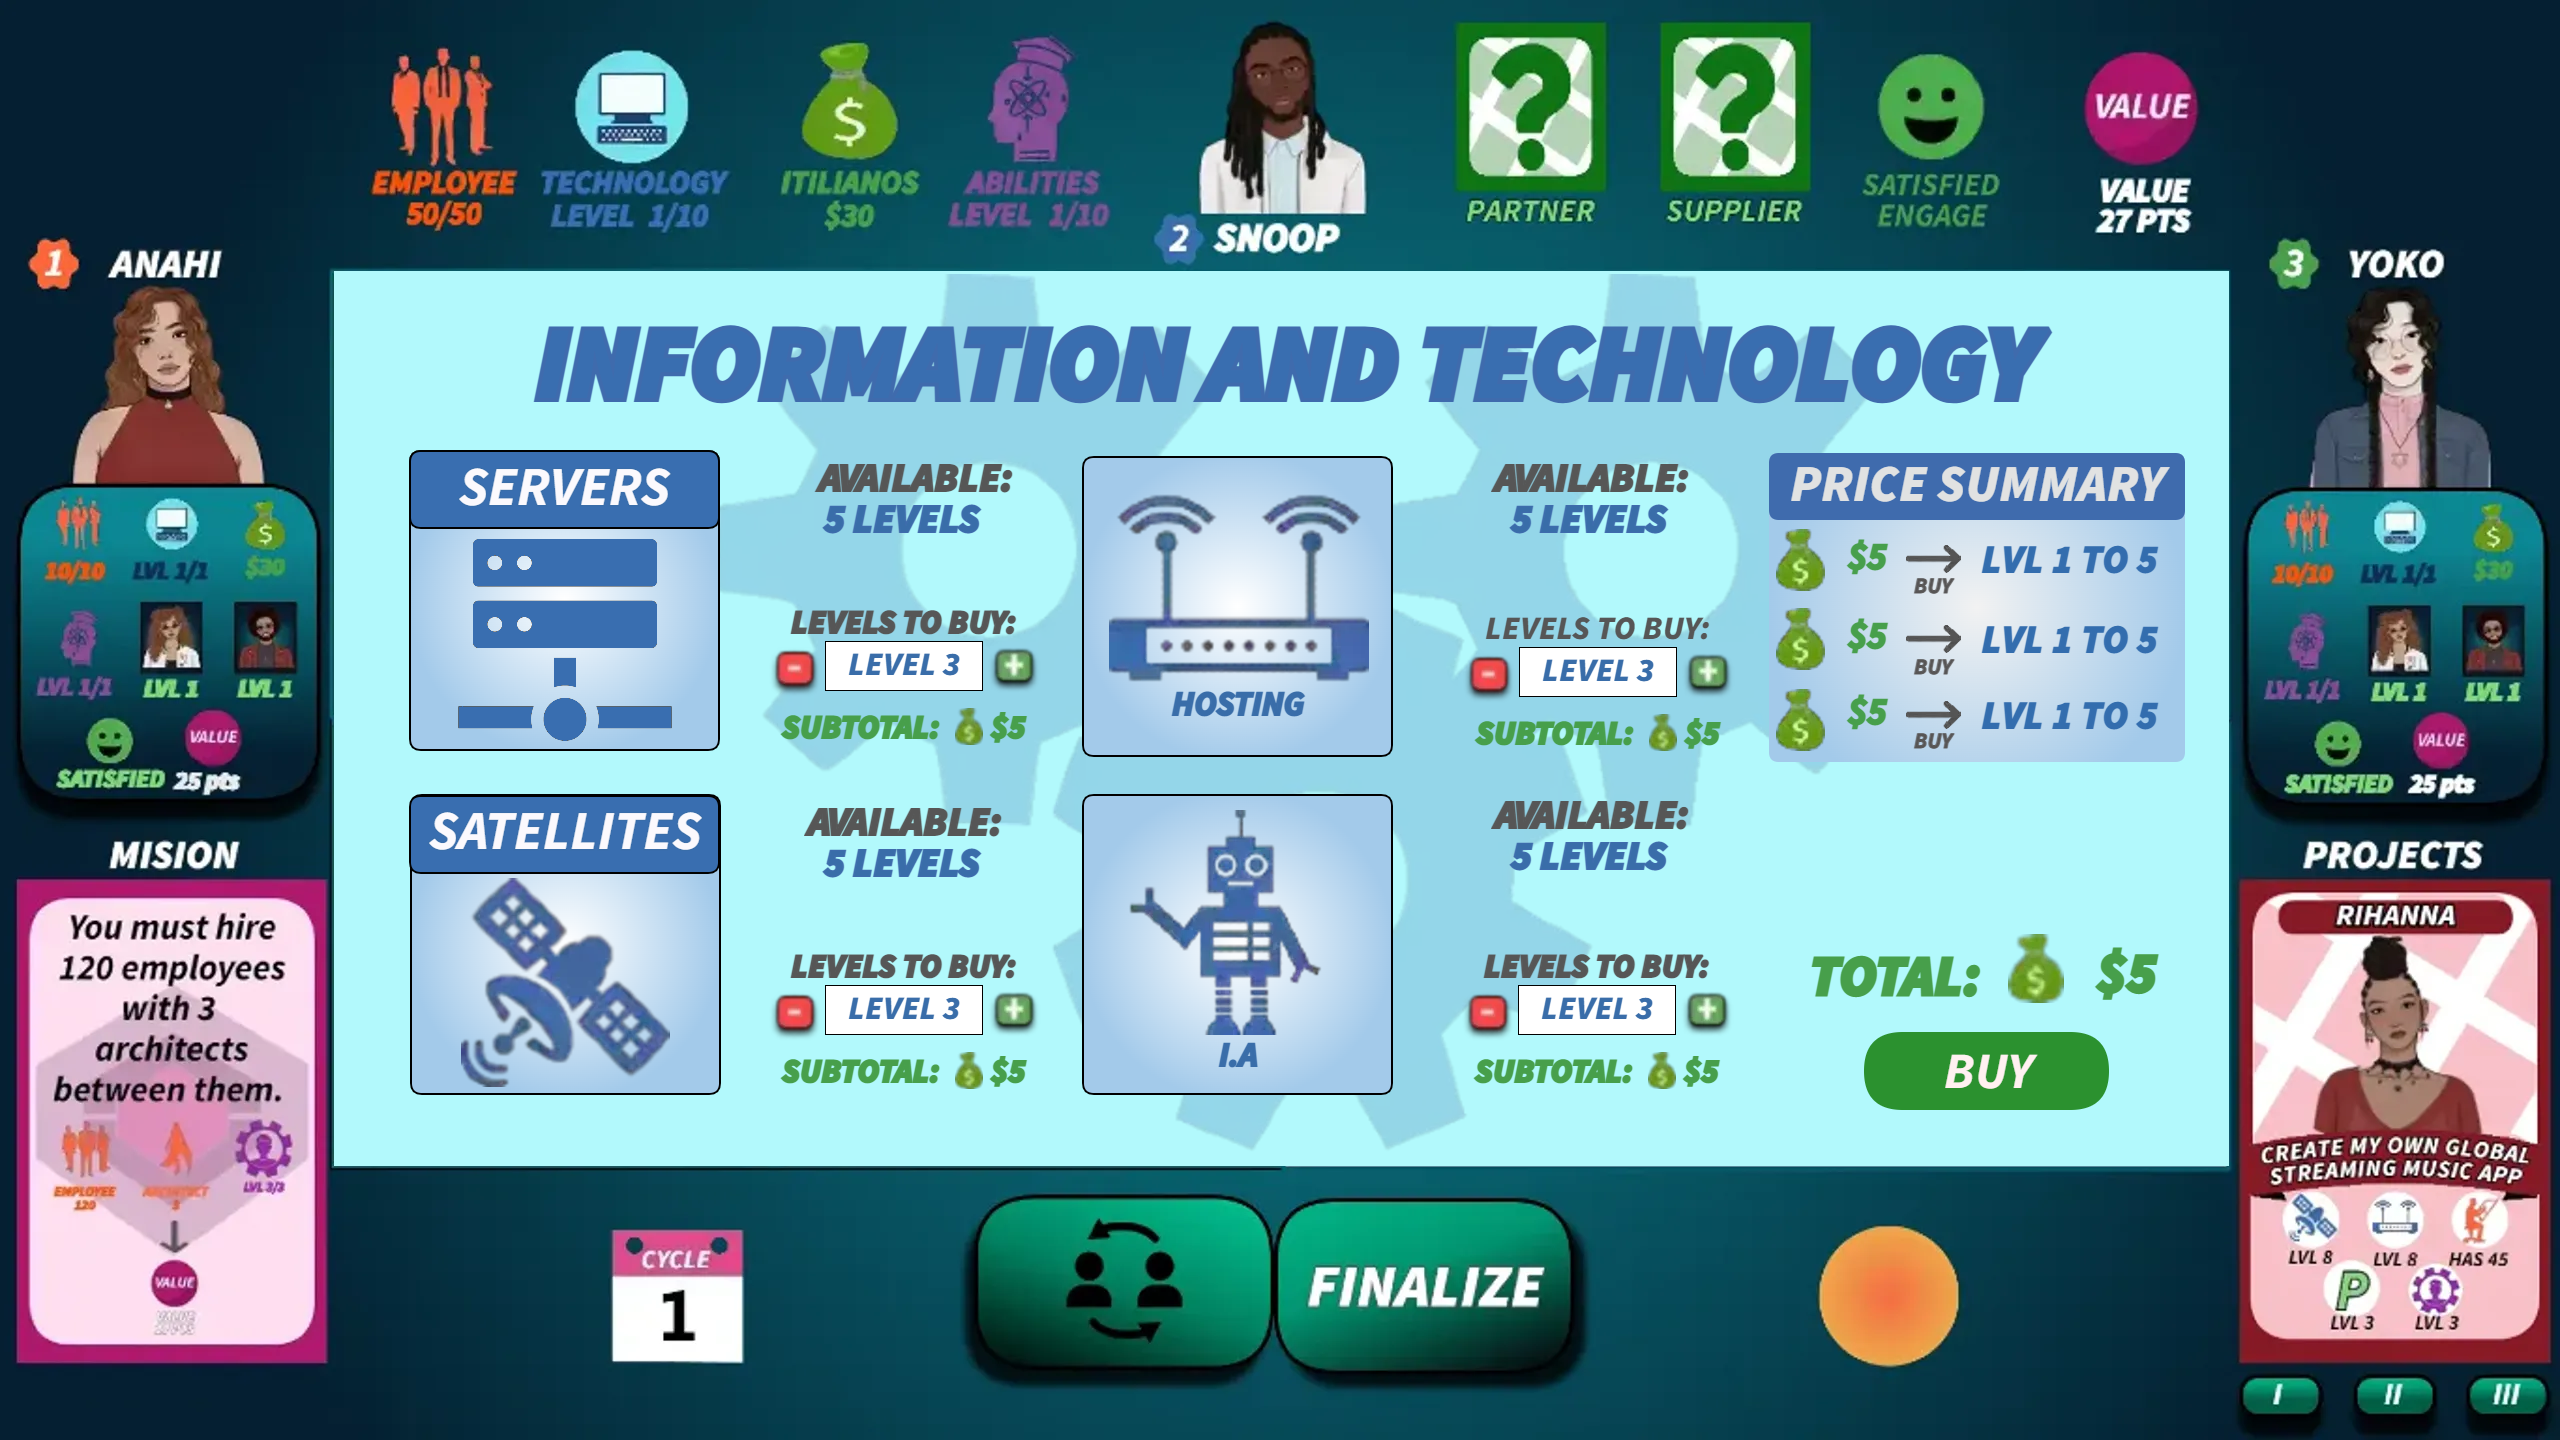 EMPLOYEE
50/50
TECHNOLOGY
LEVEL 1/10
$
ITILIANOS
$30
ABILITIES
LEVEL 1/10
2 SNOOP
?
PARTNER
?
SUPPLIER
SATISFIED
ENGAGE
VALUE
VALUE
27 PTS
1 ANAHI
10/10
LVL 1/1
$
$30
LVL 1/1
LVL 1
LVL 1
VALUE
SATISFIED 25 pts
MISION
You must hire
120 employees
with 3
architects
between them.
EMPLOYEE
120
ARCHITECT
3
LVL 3/3
VALUE
INFORMATION AND TECHNOLOGY
SERVERS
AVAILABLE:
5 LEVELS
LEVELS TO BUY:
- LEVEL 3 +
SUBTOTAL: $ $5
HOSTING
AVAILABLE:
5 LEVELS
LEVELS TO BUY:
- LEVEL 3 +
SUBTOTAL: $ $5
PRICE SUMMARY
$ $5 → LVL 1 TO 5
BUY
$ $5 → LVL 1 TO 5
BUY
$ $5 → LVL 1 TO 5
BUY
SATELLITES
AVAILABLE:
5 LEVELS
LEVELS TO BUY:
- LEVEL 3 +
SUBTOTAL: $ $5
I.A
AVAILABLE:
5 LEVELS
LEVELS TO BUY:
- LEVEL 3 +
SUBTOTAL: $ $5
TOTAL: $ $5
BUY
3 YOKO
10/10
LVL 1/1
$
$30
LVL 1/1
LVL 1
LVL 1
VALUE
SATISFIED 25 pts
PROJECTS
RIHANNA
CREATE MY OWN GLOBAL
STREAMING MUSIC APP
LVL 8
LVL 8
HAS 45
P
LVL 3
LVL 3
I
II
III
CYCLE
1
FINALIZE